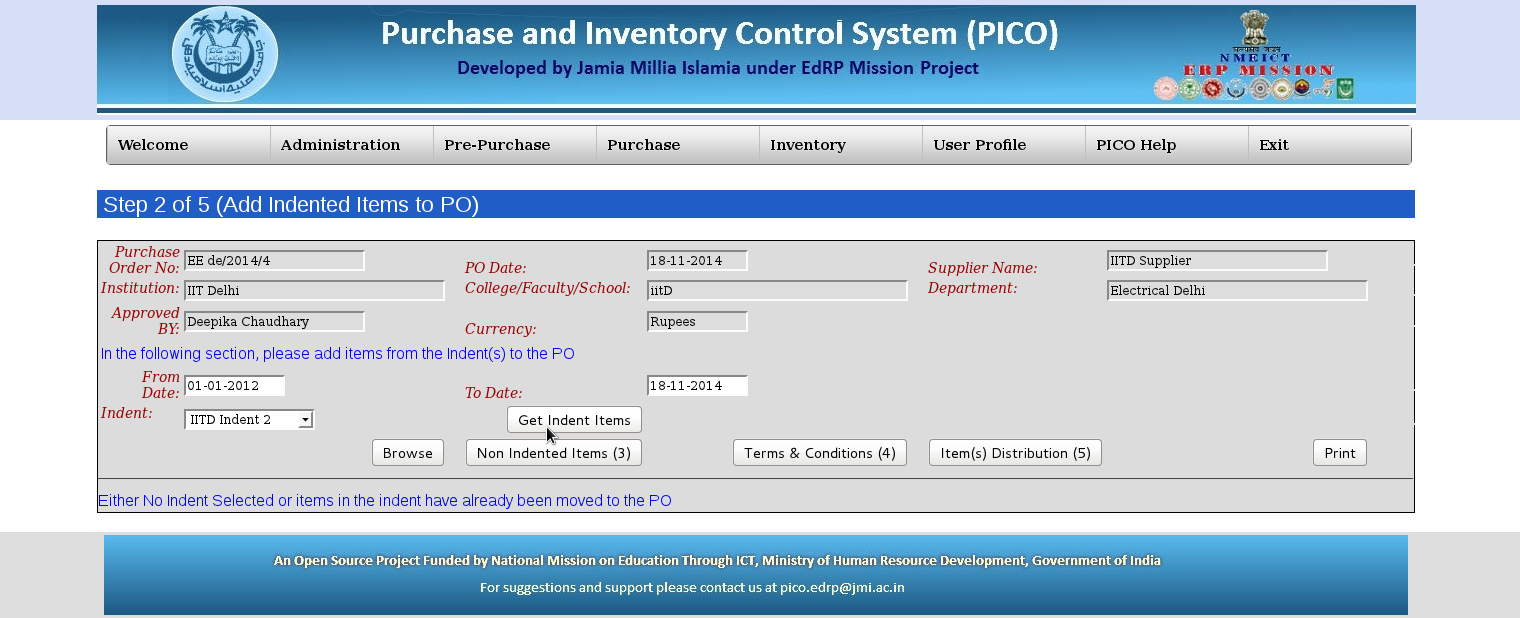 Purchase and Inventory Control System (PICO)
Developed by Jamia Millia Islamia under EdRP Mission Project
सत्यमेव जयते
NMEICT
ERP MISSION
Welcome Administration Pre-Purchase Purchase Inventory User Profile PICO Help Exit
Step 2 of 5 (Add Indented Items to PO)
Purchase Order No: EE de/2014/4 PO Date: 18-11-2014 Supplier Name: IITD Supplier
Institution: IIT Delhi College/Faculty/School: iitD Department: Electrical Delhi
Approved BY: Deepika Chaudhary Currency: Rupees
In the following section, please add items from the Indent(s) to the PO
From Date: 01-01-2012 To Date: 18-11-2014
Indent: IITD Indent 2 Get Indent Items
Browse Non Indented Items (3) Terms & Conditions (4) Item(s) Distribution (5) Print
Either No Indent Selected or items in the indent have already been moved to the PO
An Open Source Project Funded by National Mission on Education Through ICT, Ministry of Human Resource Development, Government of India
For suggestions and support please contact us at pico.edrp@jmi.ac.in